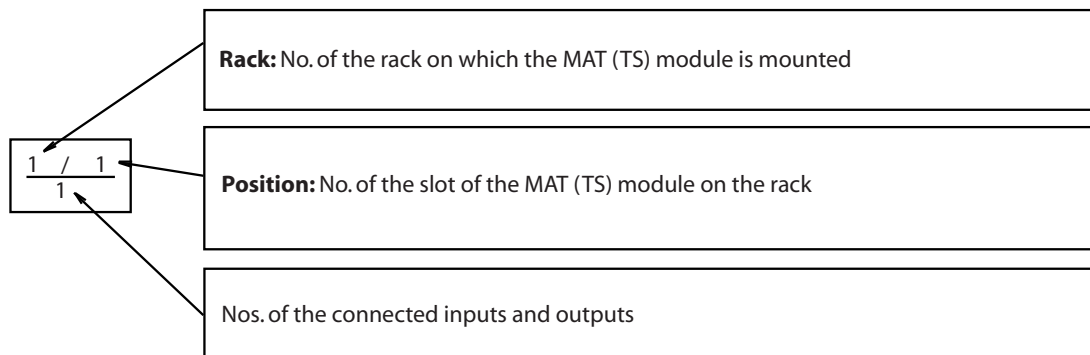 Rack: No. of the rack on which the MAT (TS) module is mounted
1 / 1
1
Position: No. of the slot of the MAT (TS) module on the rack
Nos. of the connected inputs and outputs